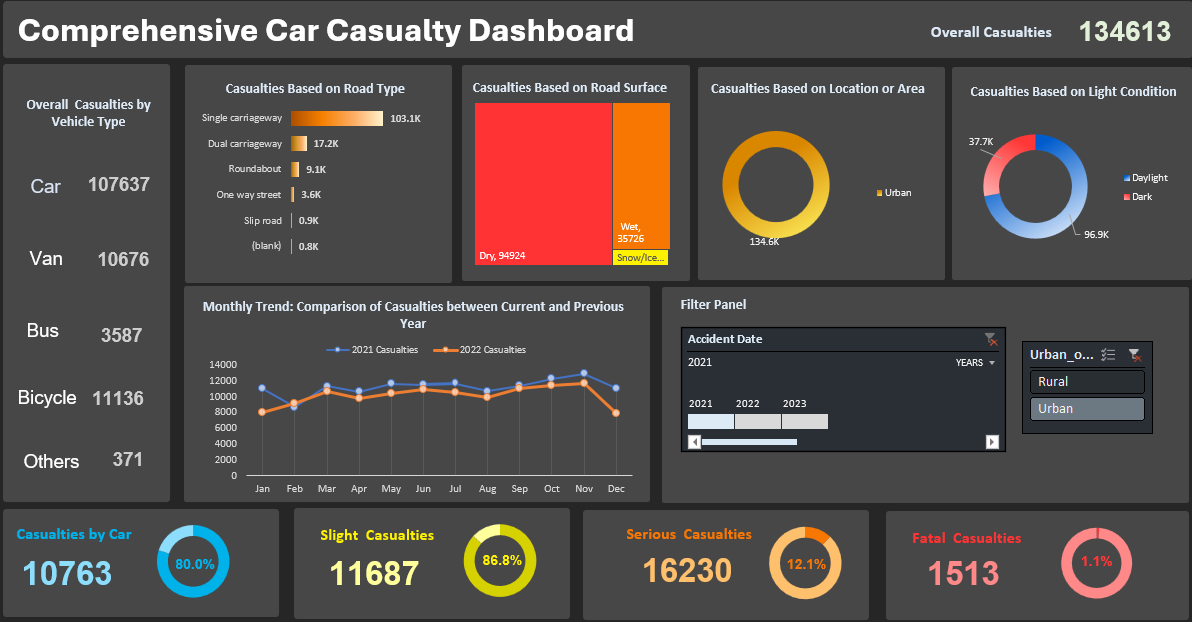 Comprehensive Car Casualty Dashboard
Overall Casualties 134613
Overall Casualties by
Vehicle Type
Car 107637
Van 10676
Bus 3587
Bicycle 11136
Others 371
Casualties Based on Road Type
Single carriageway 103.1K
Dual carriageway 17.2K
Roundabout 9.1K
One way street 3.6K
Slip road 0.9K
(blank) 0.8K
Casualties Based on Road Surface
Dry, 94924
Wet,
35726
Snow/Ice...
Casualties Based on Location or Area
134.6K
Urban
Casualties Based on Light Condition
37.7K
96.9K
Daylight
Dark
Monthly Trend: Comparison of Casualties between Current and Previous
Year
2021 Casualties 2022 Casualties
14000
12000
10000
8000
6000
4000
2000
0
Jan Feb Mar Apr May Jun Jul Aug Sep Oct Nov Dec
Filter Panel
Accident Date
2021 YEARS
2021 2022 2023
Urban_o...
Rural
Urban
Casualties by Car
10763
80.0%
Slight Casualties
11687
86.8%
Serious Casualties
16230
12.1%
Fatal Casualties
1513
1.1%